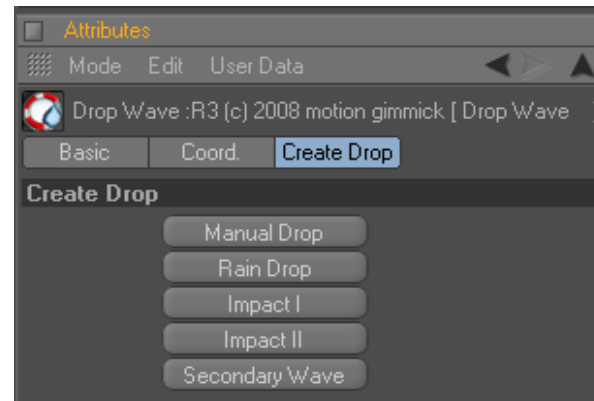 Attributes
Mode Edit User Data
Drop Wave :R3 (c) 2008 motion gimmick [ Drop Wave
Basic Coord. Create Drop
Create Drop
Manual Drop
Rain Drop
Impact I
Impact II
Secondary Wave